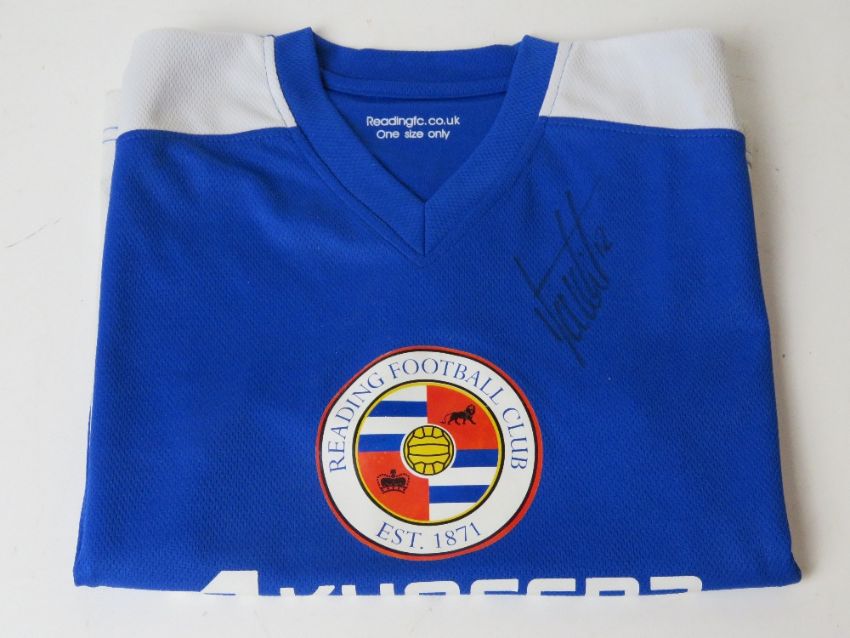 Readingfc.co.uk
One size only
READING FOOTBALL CLUB
EST. 1871